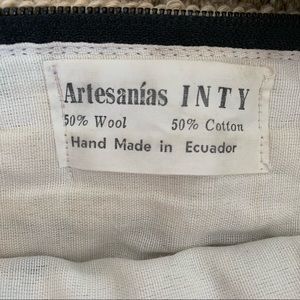 Artesanías INTY
50% Wool 50% Cotton
Hand Made in Ecuador